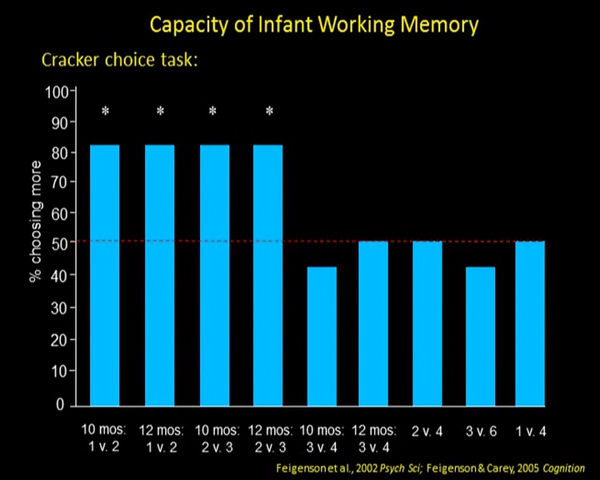 Capacity of Infant Working Memory
Cracker choice task:
% choosing more
100
90
80
70
60
50
40
30
20
10
0
* * * *
10 mos: 12 mos: 10 mos: 12 mos: 10 mos: 12 mos: 2 v. 4 3 v. 6 1 v. 4
1 v. 2 1 v. 2 2 v. 3 2 v. 3 3 v. 4 3 v. 4
Feigenson et al., 2002 Psych Sci; Feigenson & Carey, 2005 Cognition